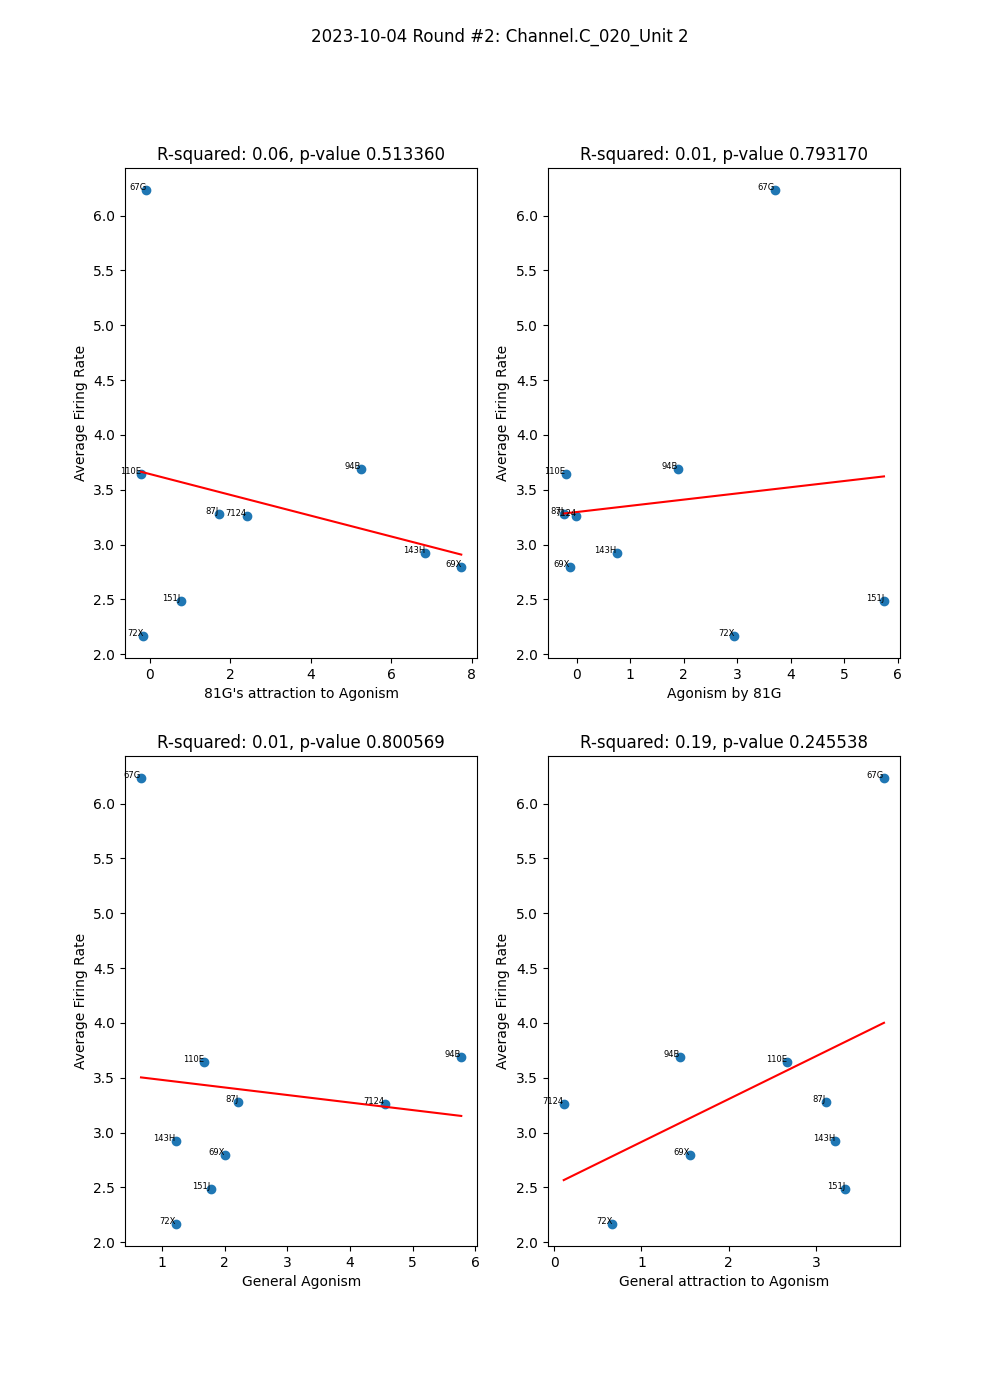 2023-10-04 Round #2: Channel.C_020_Unit 2
R-squared: 0.06, p-value 0.513360
R-squared: 0.01, p-value 0.793170
Average Firing Rate
6.0
5.5
5.0
4.5
4.0
3.5
3.0
2.5
2.0
67G
110E
94B
87J
7124
143H
69X
151J
72X
0 2 4 6 8
81G's attraction to Agonism
Average Firing Rate
6.0
5.5
5.0
4.5
4.0
3.5
3.0
2.5
2.0
67G
94B
110E
87J
7124
143H
69X
151J
72X
0 1 2 3 4 5 6
Agonism by 81G
R-squared: 0.01, p-value 0.800569
R-squared: 0.19, p-value 0.245538
Average Firing Rate
6.0
5.5
5.0
4.5
4.0
3.5
3.0
2.5
2.0
67G
94B
110E
87J
7124
143H
69X
151J
72X
1 2 3 4 5 6
General Agonism
Average Firing Rate
6.0
5.5
5.0
4.5
4.0
3.5
3.0
2.5
2.0
67G
94B
110E
7124
87J
143H
69X
151J
72X
0 1 2 3
General attraction to Agonism